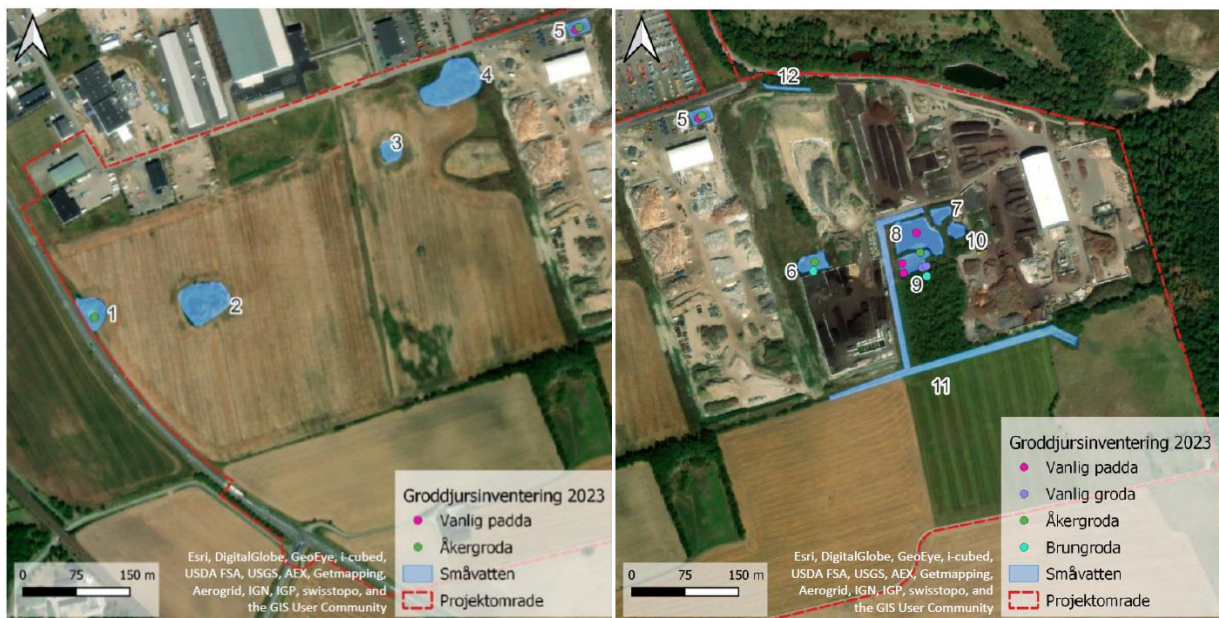 5
4
3
1
2
Groddjursinventering 2023
Vanlig padda
Åkergroda
Småvatten
Projektområde
Esri, DigitalGlobe, GeoEye, i-cubed,
USDA FSA, USGS, AEX, Getmapping,
Aerogrid, IGN, IGP, swisstopo, and
the GIS User Community
0 75 150 m
12
5
7
8
10
6
9
11
Groddjursinventering 2023
Vanlig padda
Vanlig groda
Åkergroda
Brungroda
Småvatten
Projektområde
Esri, DigitalGlobe, GeoEye, i-cubed,
USDA FSA, USGS, AEX, Getmapping,
Aerogrid, IGN, IGP, swisstopo, and
the GIS User Community
0 75 150 m